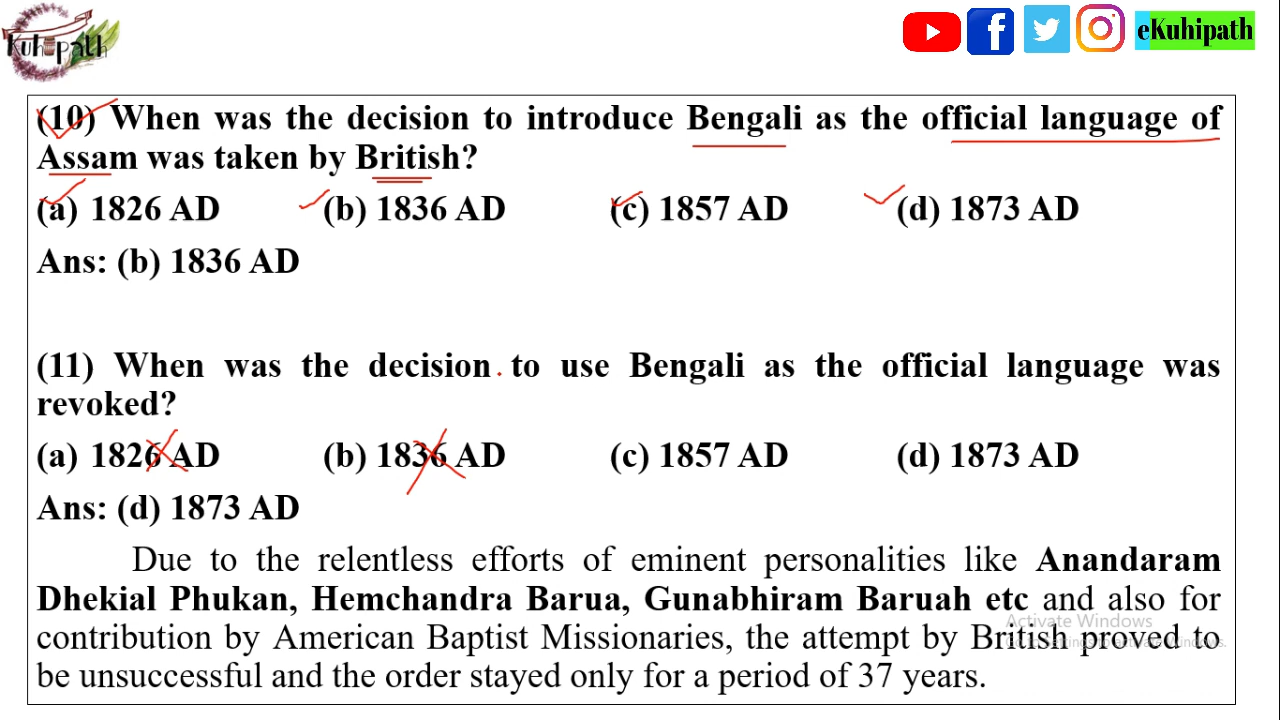 Kuhipath
eKuhipath
(10) When was the decision to introduce Bengali as the official language of
Assam was taken by British?
(a) 1826 AD (b) 1836 AD (c) 1857 AD (d) 1873 AD
Ans: (b) 1836 AD
(11) When was the decision to use Bengali as the official language was
revoked?
(a) 1826 AD (b) 1836 AD (c) 1857 AD (d) 1873 AD
Ans: (d) 1873 AD
Due to the relentless efforts of eminent personalities like Anandaram
Dhekial Phukan, Hemchandra Barua, Gunabhiram Baruah etc and also for
Activate Windows
contribution by American Baptist Missionaries, the attempt by British proved to
be unsuccessful and the order stayed only for a period of 37 years.